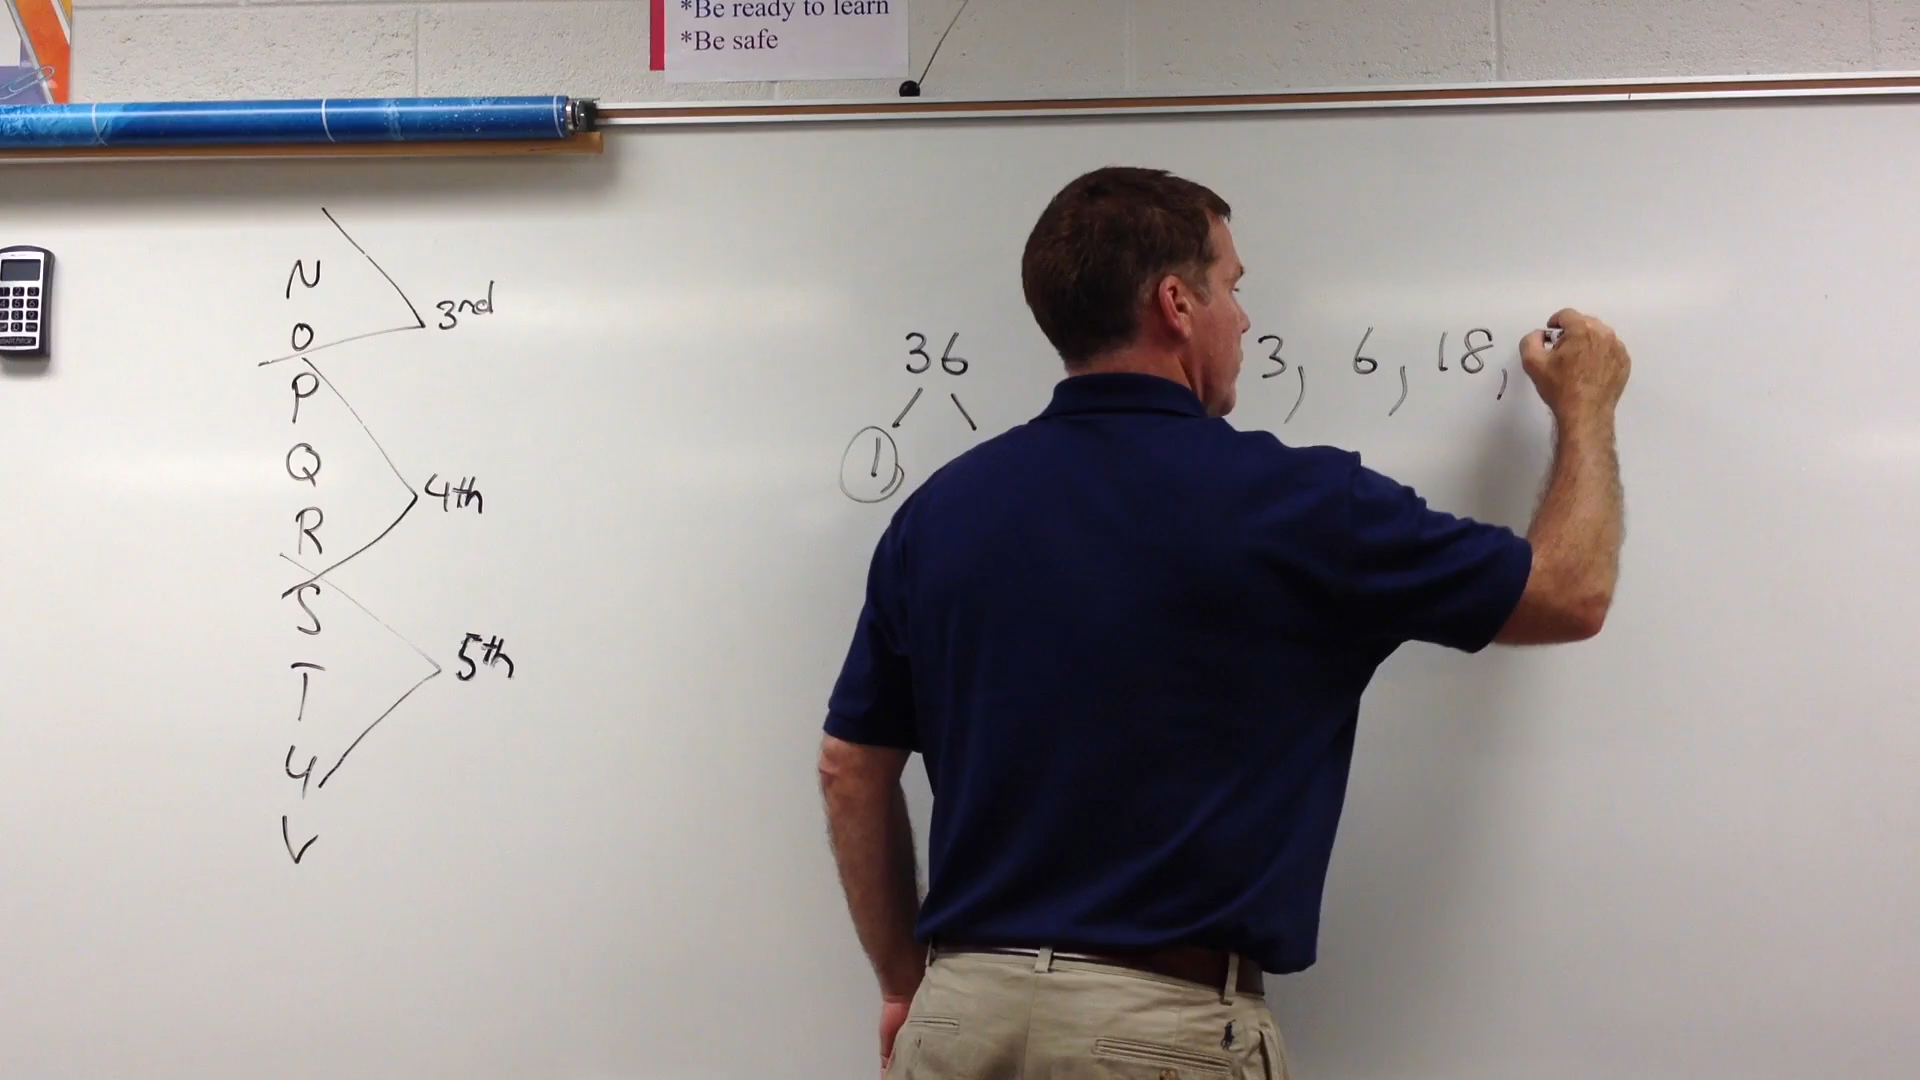 *Be ready to learn
*Be safe
N
O
3rd
P
Q
4th
R
S
5th
T
U
V
36
1,
3, 6, 18,